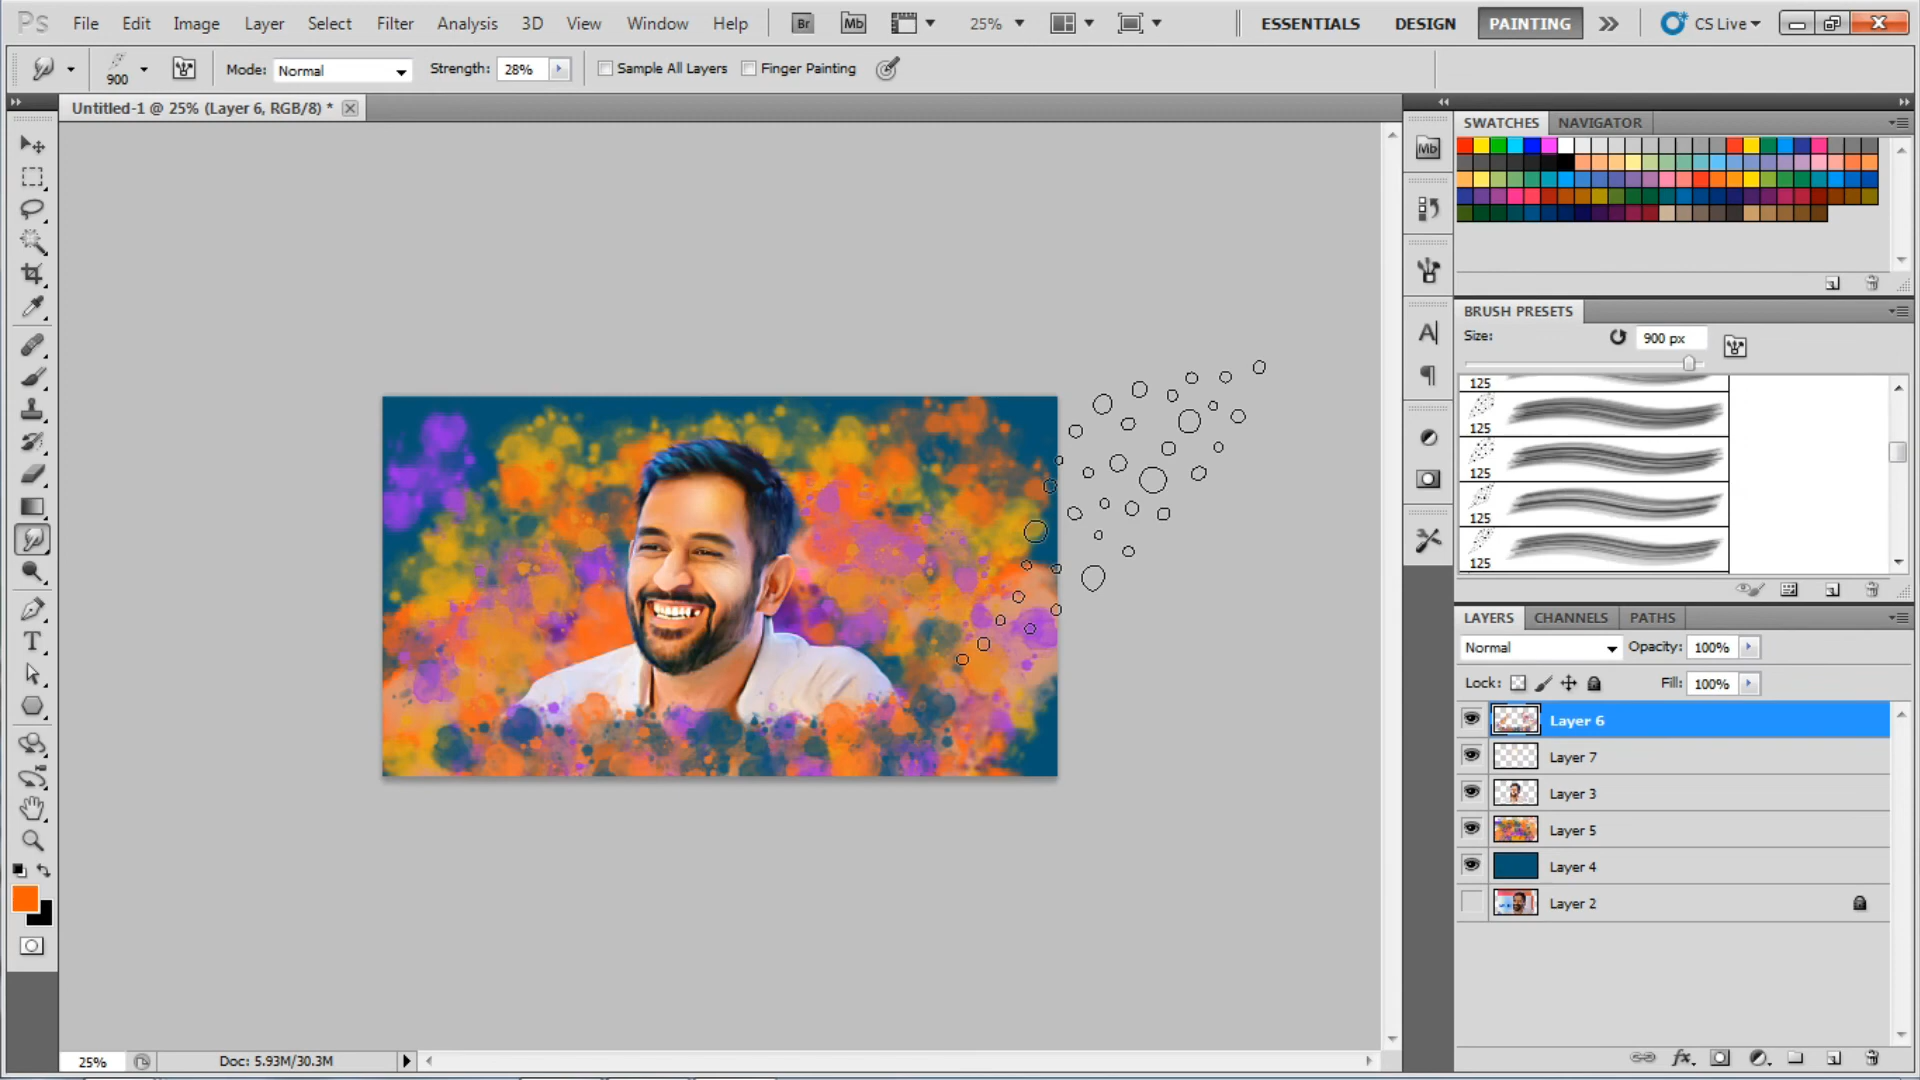 Ps File Edit Image Layer Select Filter Analysis 3D View Window Help Br Mb 25% ESSENTIALS DESIGN PAINTING CS Live
900 Mode: Normal Strength: 28% Sample All Layers Finger Painting
Untitled-1 @ 25% (Layer 6, RGB/8) *
SWATCHES NAVIGATOR
Mb
BRUSH PRESETS
Size: 900 px
125
125
125
125
125
LAYERS CHANNELS PATHS
Normal Opacity: 100%
Lock: Fill: 100%
Layer 6
Layer 7
Layer 3
Layer 5
Layer 4
Layer 2
25% Doc: 5.93M/30.3M
fx